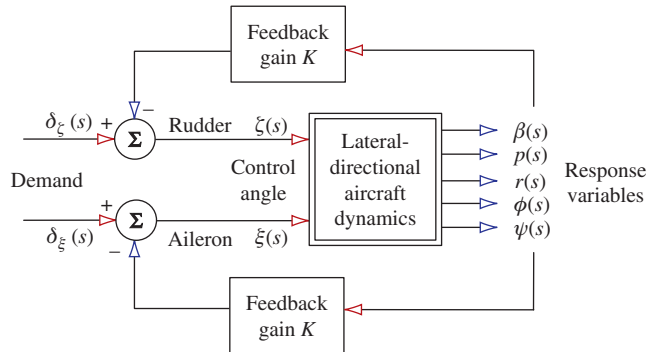 Feedback
gain K
−
δζ(s) + Σ Rudder ζ(s)
Demand
Control
angle
Lateral-
directional
aircraft
dynamics
β(s)
p(s)
r(s)
ϕ(s)
ψ(s)
Response
variables
δξ(s) + Σ Aileron ξ(s)
−
Feedback
gain K